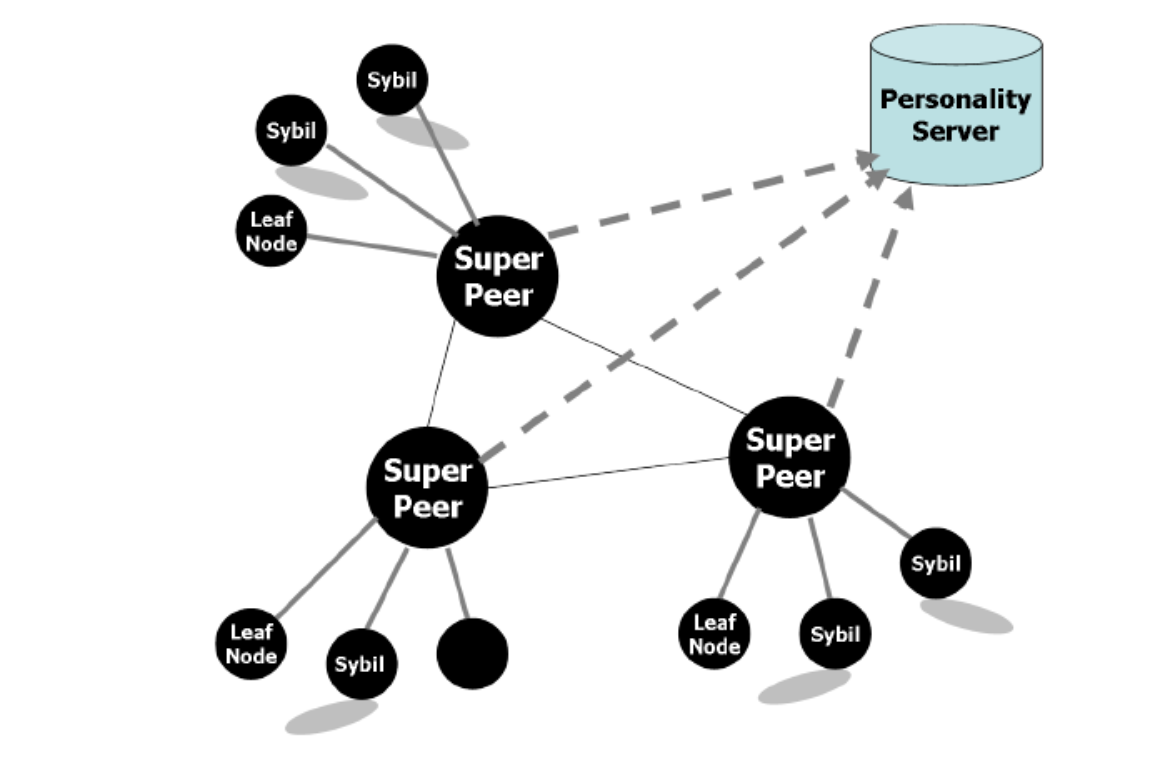 Sybil
Personality
Server
Sybil
Leaf
Node
Super
Peer
Super
Peer
Super
Peer
Sybil
Leaf
Node
Sybil
Leaf
Node
Sybil